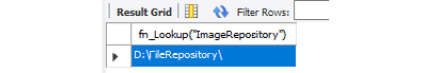 Result Grid Filter Rows:
fn_Lookup("ImageRepository")
D:\FileRepository\